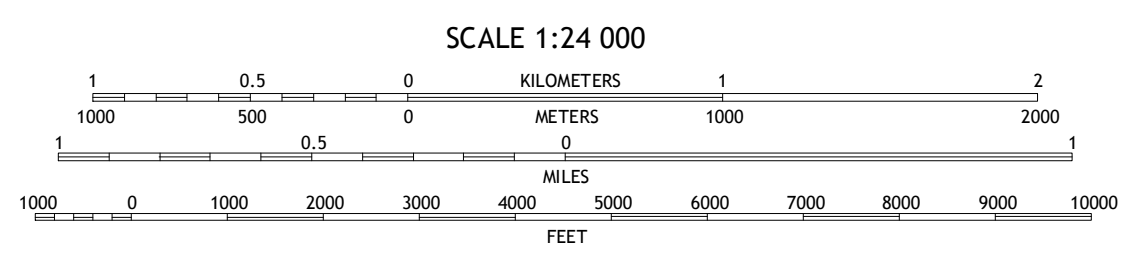 SCALE 1:24 000
1 0.5 0 KILOMETERS 1 2
1000 500 0 METERS 1000 2000
1 0.5 0 1
MILES
1000 0 1000 2000 3000 4000 5000 6000 7000 8000 9000 10000
FEET